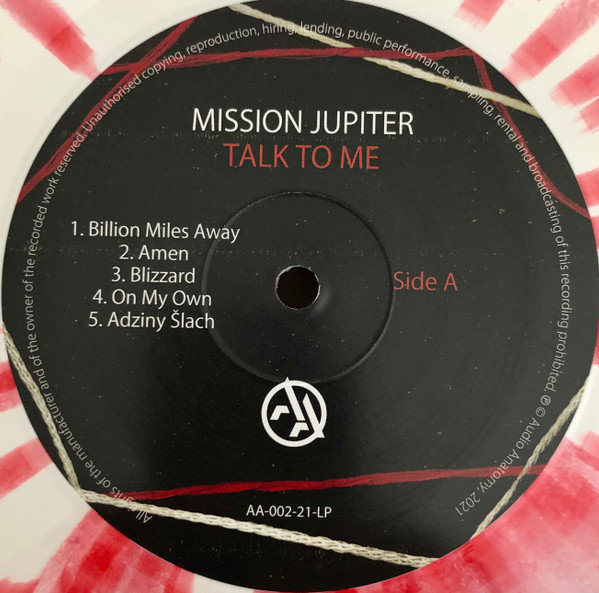 MISSION JUPITER
TALK TO ME
1. Billion Miles Away
2. Amen
3. Blizzard
4. On My Own
5. Adziny Šlach
Side A
AA-002-21-LP
All rights of the manufacturer and of the owner of the recorded work reserved. Unauthorised copying, reproduction, hiring, lending, public performance, sampling, rental and broadcasting of this recording prohibited. ℗ © Audio Anatomy, 2021